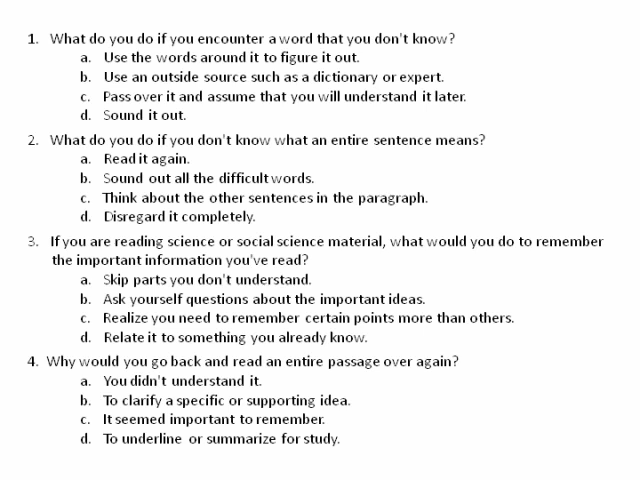 1. What do you do if you encounter a word that you don't know?
a. Use the words around it to figure it out.
b. Use an outside source such as a dictionary or expert.
c. Pass over it and assume that you will understand it later.
d. Sound it out.
2. What do you do if you don't know what an entire sentence means?
a. Read it again.
b. Sound out all the difficult words.
c. Think about the other sentences in the paragraph.
d. Disregard it completely.
3. If you are reading science or social science material, what would you do to remember
the important information you've read?
a. Skip parts you don't understand.
b. Ask yourself questions about the important ideas.
c. Realize you need to remember certain points more than others.
d. Relate it to something you already know.
4. Why would you go back and read an entire passage over again?
a. You didn't understand it.
b. To clarify a specific or supporting idea.
c. It seemed important to remember.
d. To underline or summarize for study.